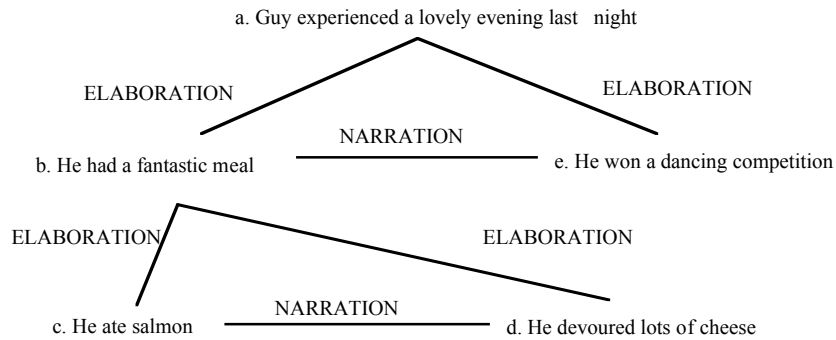 a. Guy experienced a lovely evening last night
ELABORATION
ELABORATION
NARRATION
b. He had a fantastic meal
e. He won a dancing competition
ELABORATION
ELABORATION
NARRATION
c. He ate salmon
d. He devoured lots of cheese